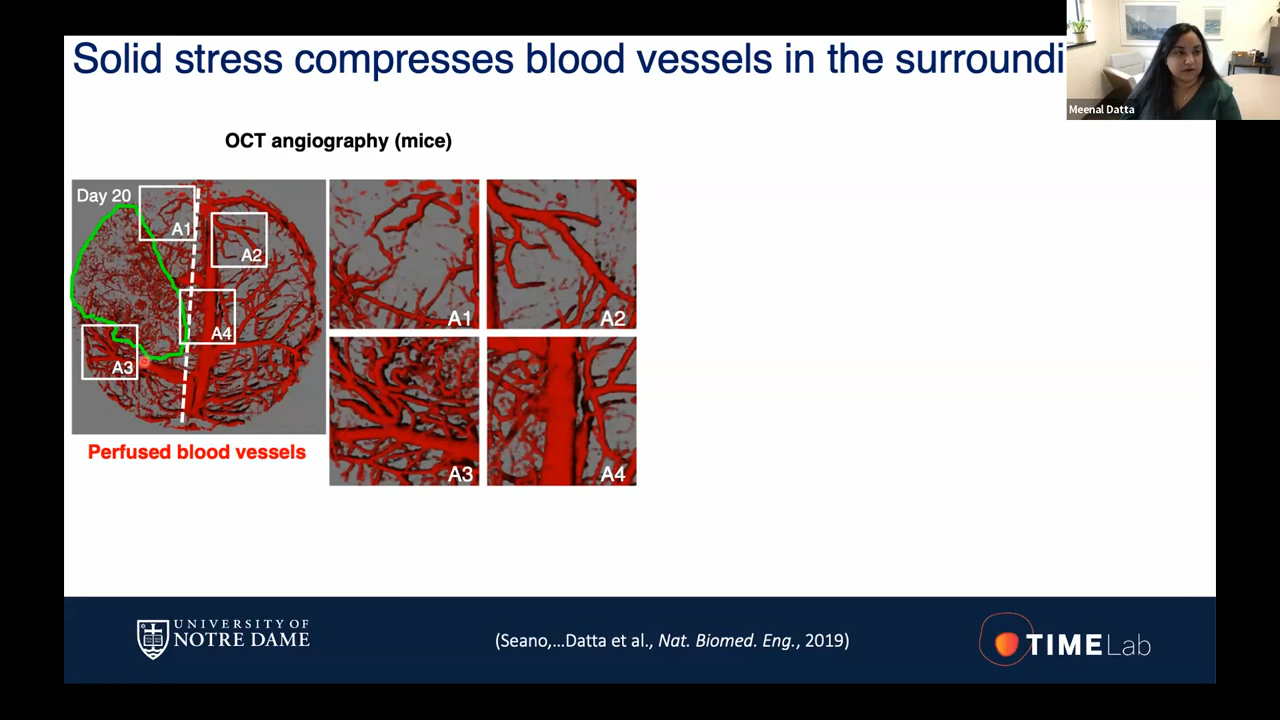 Solid stress compresses blood vessels in the surroundi
Meenal Datta
OCT angiography (mice)
Day 20
A1
A2
A4
A3
A1
A2
A3
A4
Perfused blood vessels
UNIVERSITY OF
NOTRE DAME
(Seano,...Datta et al., Nat. Biomed. Eng., 2019)
TIME Lab